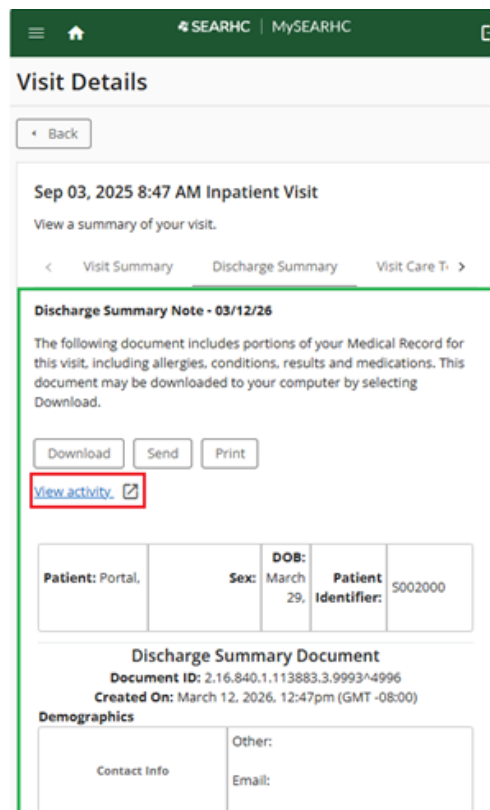 SEARHC | MySEARHC
Visit Details
Back
Sep 03, 2025 8:47 AM Inpatient Visit
View a summary of your visit.
Visit Summary Discharge Summary Visit Care T
Discharge Summary Note - 03/12/26
The following document includes portions of your Medical Record for
this visit, including allergies, conditions, results and medications. This
document may be downloaded to your computer by selecting
Download.
Download Send Print
View activity
Patient: Portal, Sex: DOB: March 29, Patient Identifier: S002000
Discharge Summary Document
Document ID: 2.16.840.1.113883.3.9993^4996
Created On: March 12, 2026, 12:47pm (GMT -08:00)
Demographics
Contact Info
Other:
Email: